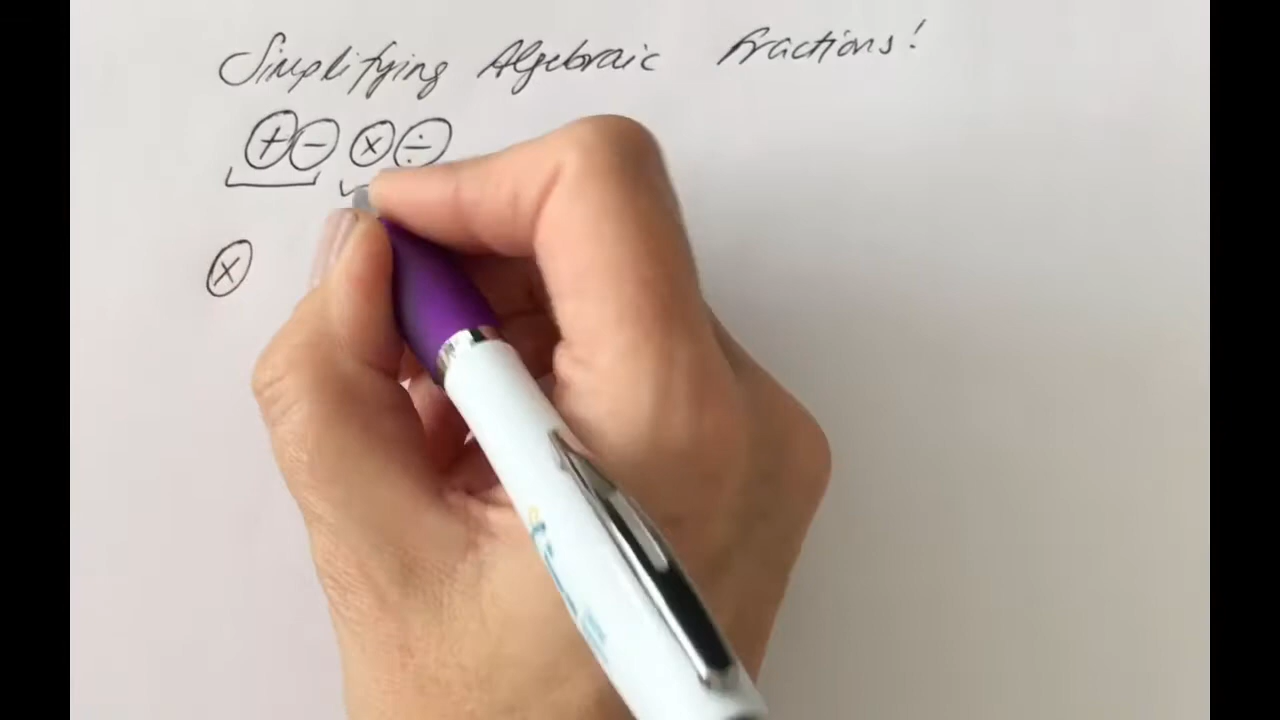 Simplifying Algebraic Fractions!
+ - × ÷
×